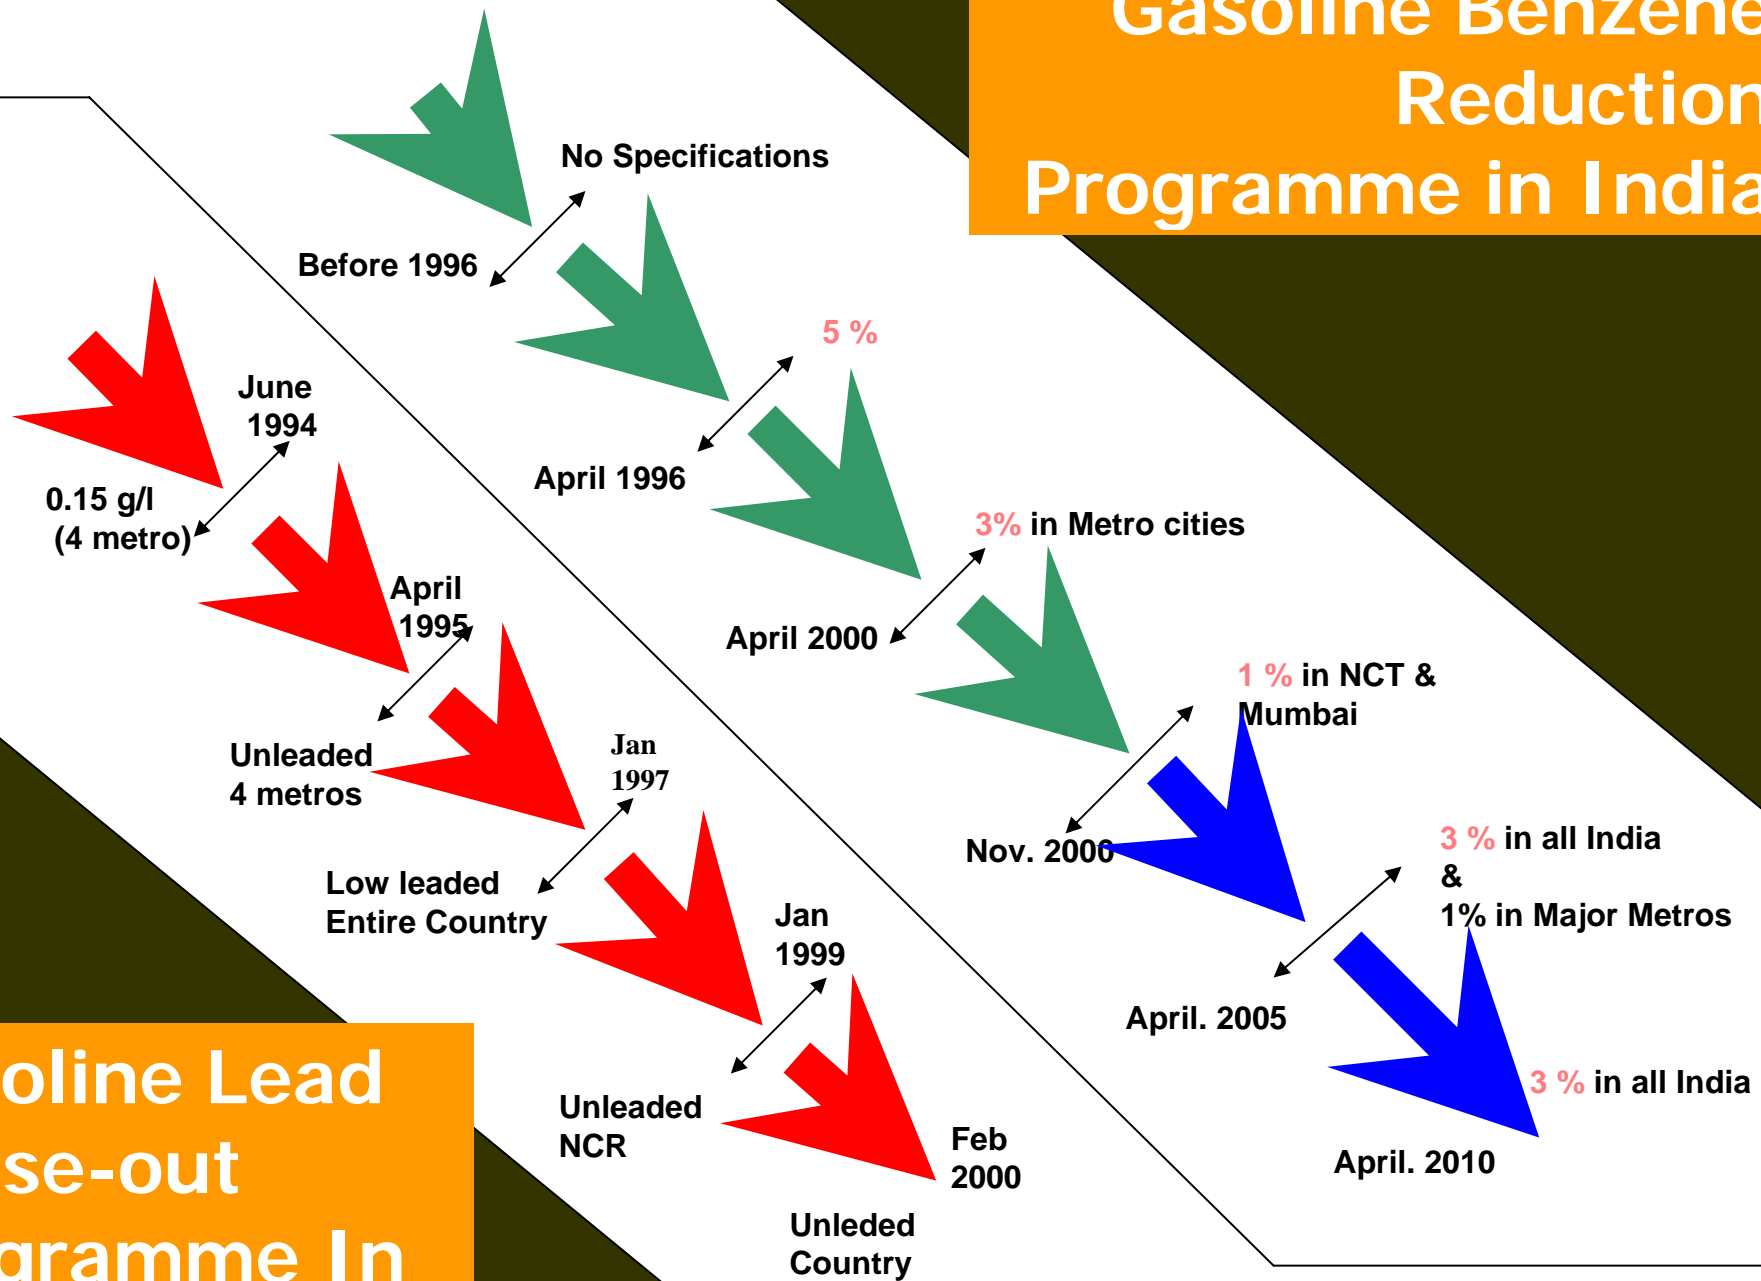 Gasoline Benzene
Reduction
Programme in India
No Specifications
Before 1996
5 %
April 1996
3% in Metro cities
April 2000
1 % in NCT &
Mumbai
Nov. 2000
3 % in all India
&
1% in Major Metros
April. 2005
3 % in all India
April. 2010
June
1994
0.15 g/l
(4 metro)
April
1995
Unleaded
4 metros
Jan
1997
Low leaded
Entire Country
Jan
1999
Unleaded
NCR
Feb
2000
Unleded
Country
oline Lead
se-out
gramme In